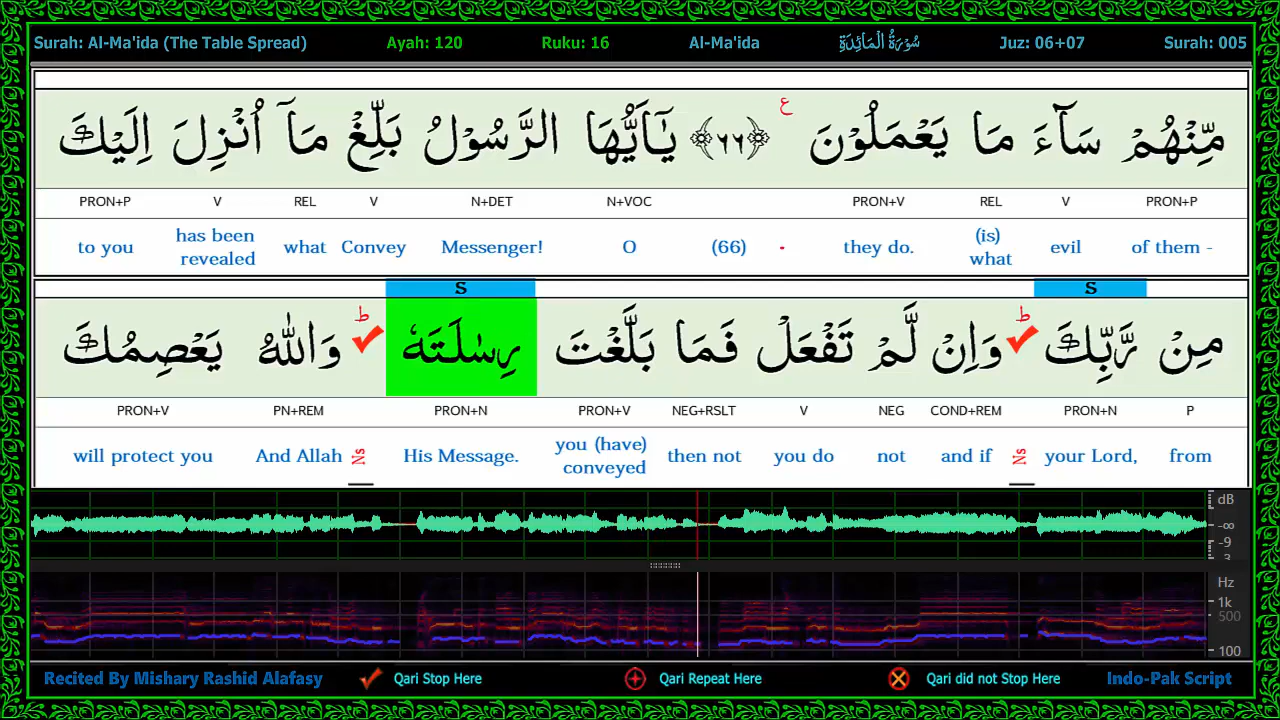 Surah: Al-Ma'ida (The Table Spread) Ayah: 120 Ruku: 16 Al-Ma'ida سُوْرَةُ الْمَائِدَةِ Juz: 06+07 Surah: 005
مِّنْهُمْ سَآءَ مَا يَعْمَلُوْنَ ع ﴿٦٦﴾ يٰٓاَيُّهَا الرَّسُوْلُ بَلِّغْ مَآ اُنْزِلَ اِلَيْكَ
PRON+P V REL V N+DET N+VOC PRON+V REL V PRON+P
to you has been revealed what Convey Messenger! O (66) - they do. (is) what evil of them -
S S
مِنْ رَّبِّكَ ط وَاِنْ لَّمْ تَفْعَلْ فَمَا بَلَّغْتَ رِسٰلَتَهٗ ط وَاللّٰهُ يَعْصِمُكَ
PRON+V PN+REM PRON+N PRON+V NEG+RSLT V NEG COND+REM PRON+N P
will protect you And Allah Ns His Message. you (have) conveyed then not you do not and if Ns your Lord, from
dB
-∞
-9
3
Hz
1k
500
100
Recited By Mishary Rashid Alafasy Qari Stop Here Qari Repeat Here Qari did not Stop Here Indo-Pak Script